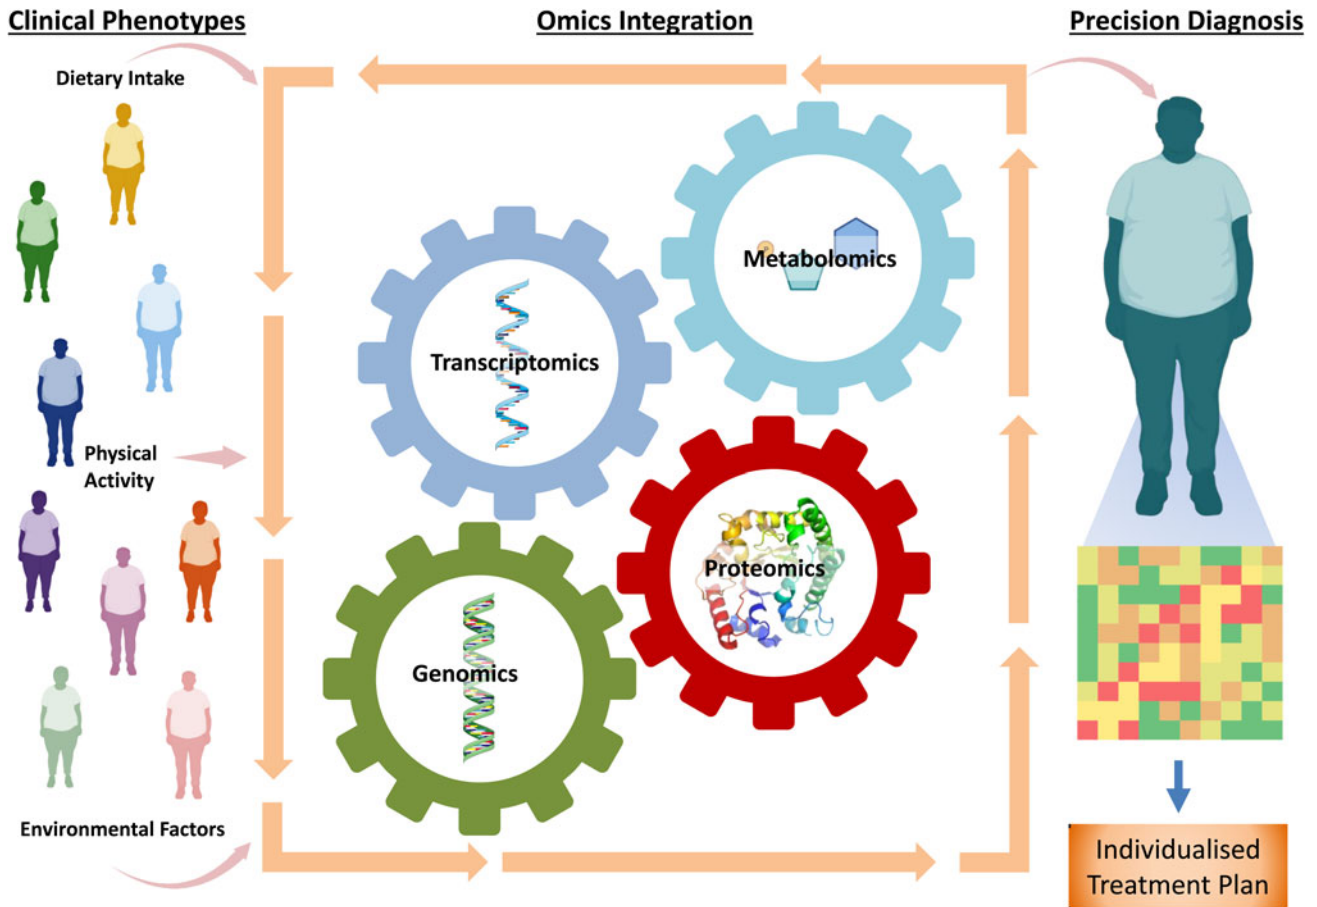 Clinical Phenotypes
Omics Integration
Precision Diagnosis
Dietary Intake
Physical
Activity
Environmental Factors
Metabolomics
Transcriptomics
Proteomics
Genomics
Individualised
Treatment Plan